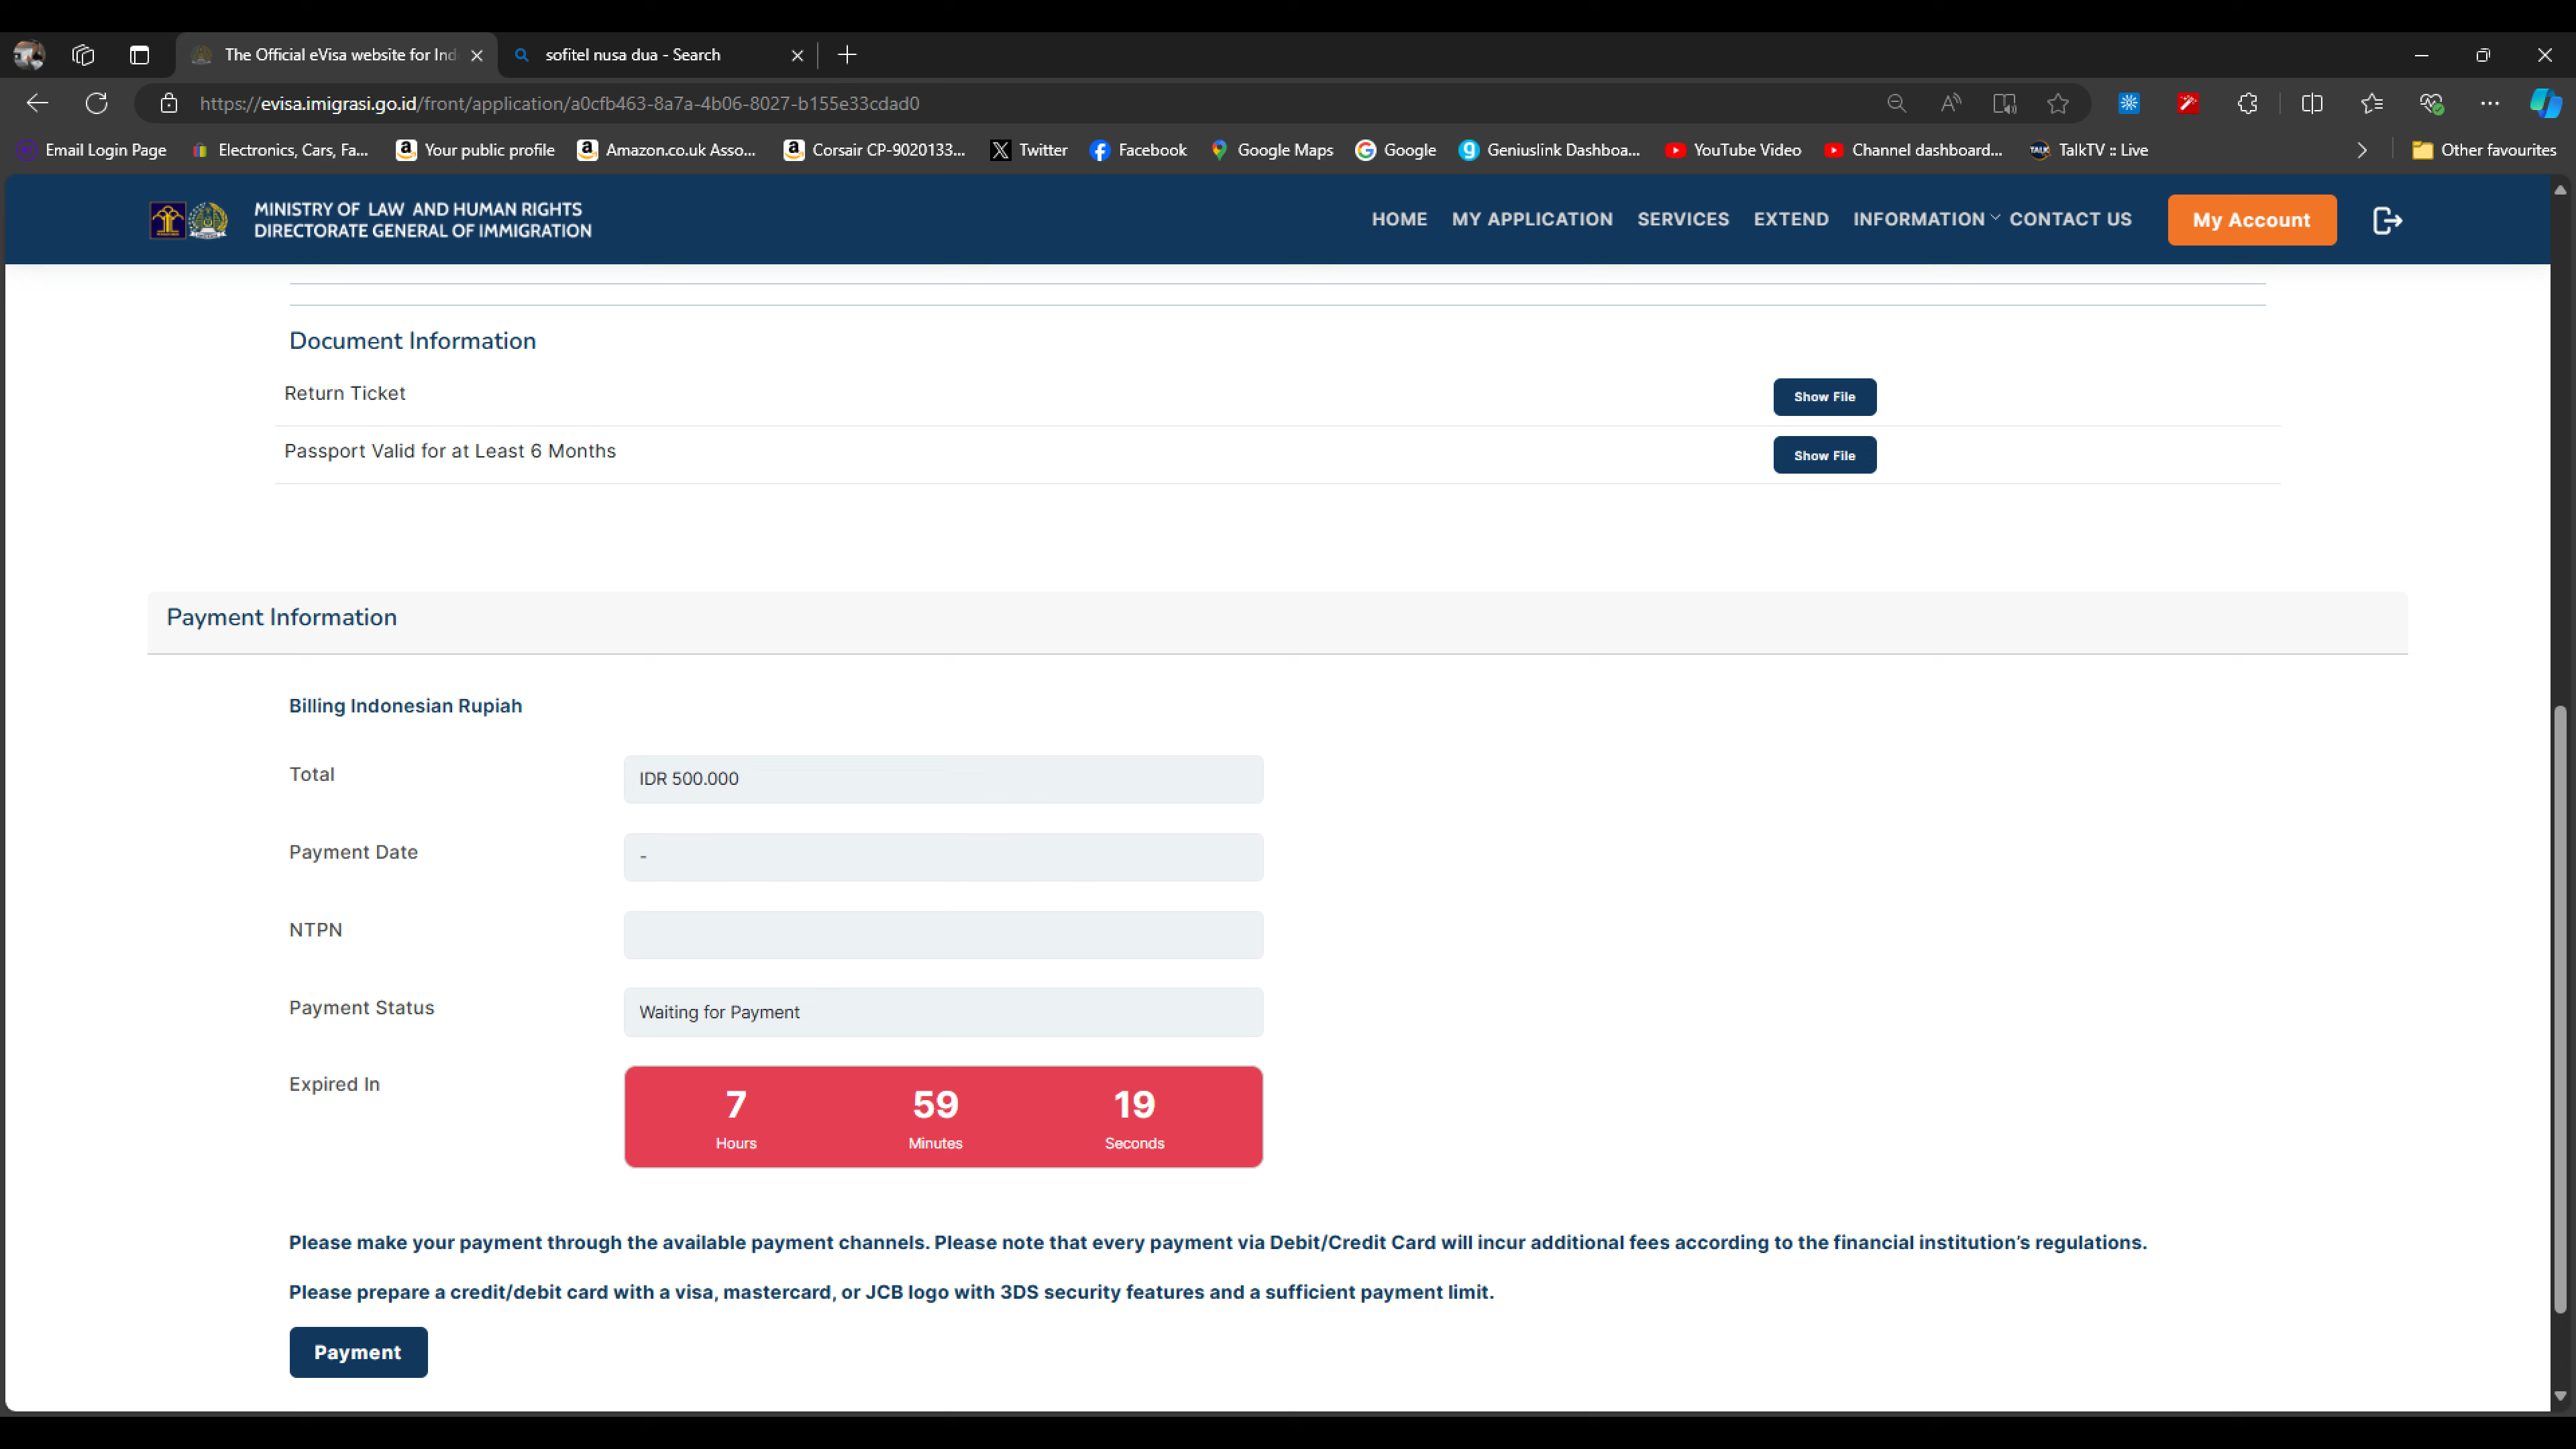 The Official eVisa website for Ind
sofitel nusa dua - Search
https://evisa.imigrasi.go.id/front/application/a0cfb463-8a7a-4b06-8027-b155e33cdad0
Email Login Page
Electronics, Cars, Fa...
Your public profile
Amazon.co.uk Asso...
Corsair CP-9020133...
Twitter
Facebook
Google Maps
Google
Geniuslink Dashboa...
YouTube Video
Channel dashboard...
TalkTV :: Live
Other favourites
MINISTRY OF LAW AND HUMAN RIGHTS
DIRECTORATE GENERAL OF IMMIGRATION
HOME
MY APPLICATION
SERVICES
EXTEND
INFORMATION
CONTACT US
My Account
Document Information
Return Ticket
Show File
Passport Valid for at Least 6 Months
Show File
Payment Information
Billing Indonesian Rupiah
Total
IDR 500.000
Payment Date
-
NTPN
Payment Status
Waiting for Payment
Expired In
7 59 19
Hours Minutes Seconds
Please make your payment through the available payment channels. Please note that every payment via Debit/Credit Card will incur additional fees according to the financial institution's regulations.
Please prepare a credit/debit card with a visa, mastercard, or JCB logo with 3DS security features and a sufficient payment limit.
Payment